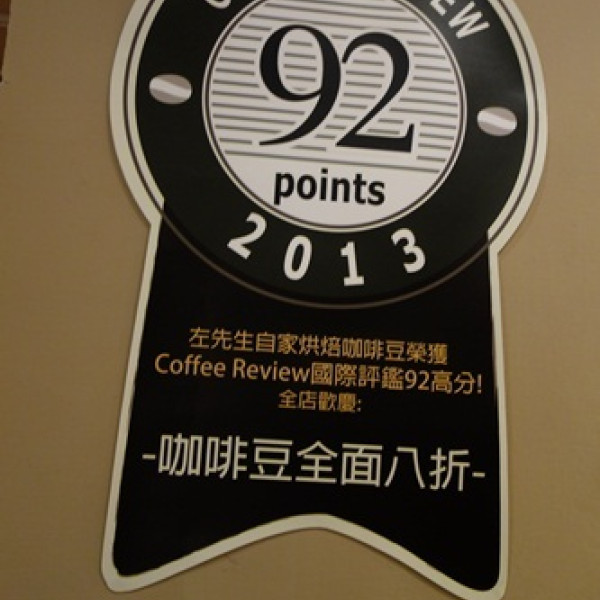 92
points
2013
左先生自家烘焙咖啡豆榮獲
Coffee Review國際評鑑92高分!
全店歡慶:
-咖啡豆全面八折-